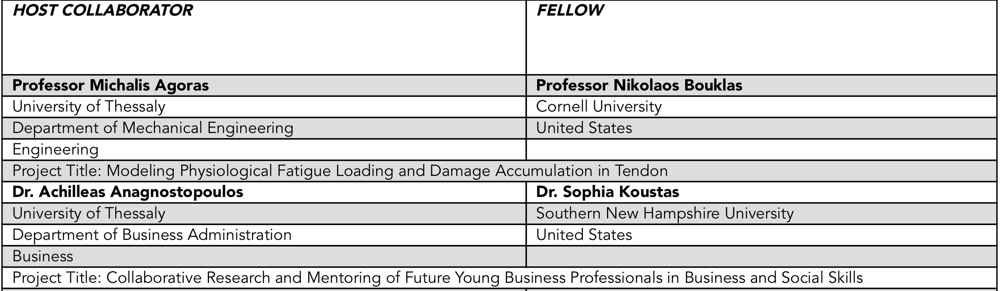 HOST COLLABORATOR FELLOW
Professor Michalis Agoras Professor Nikolaos Bouklas
University of Thessaly Cornell University
Department of Mechanical Engineering United States
Engineering
Project Title: Modeling Physiological Fatigue Loading and Damage Accumulation in Tendon
Dr. Achilleas Anagnostopoulos Dr. Sophia Koustas
University of Thessaly Southern New Hampshire University
Department of Business Administration United States
Business
Project Title: Collaborative Research and Mentoring of Future Young Business Professionals in Business and Social Skills